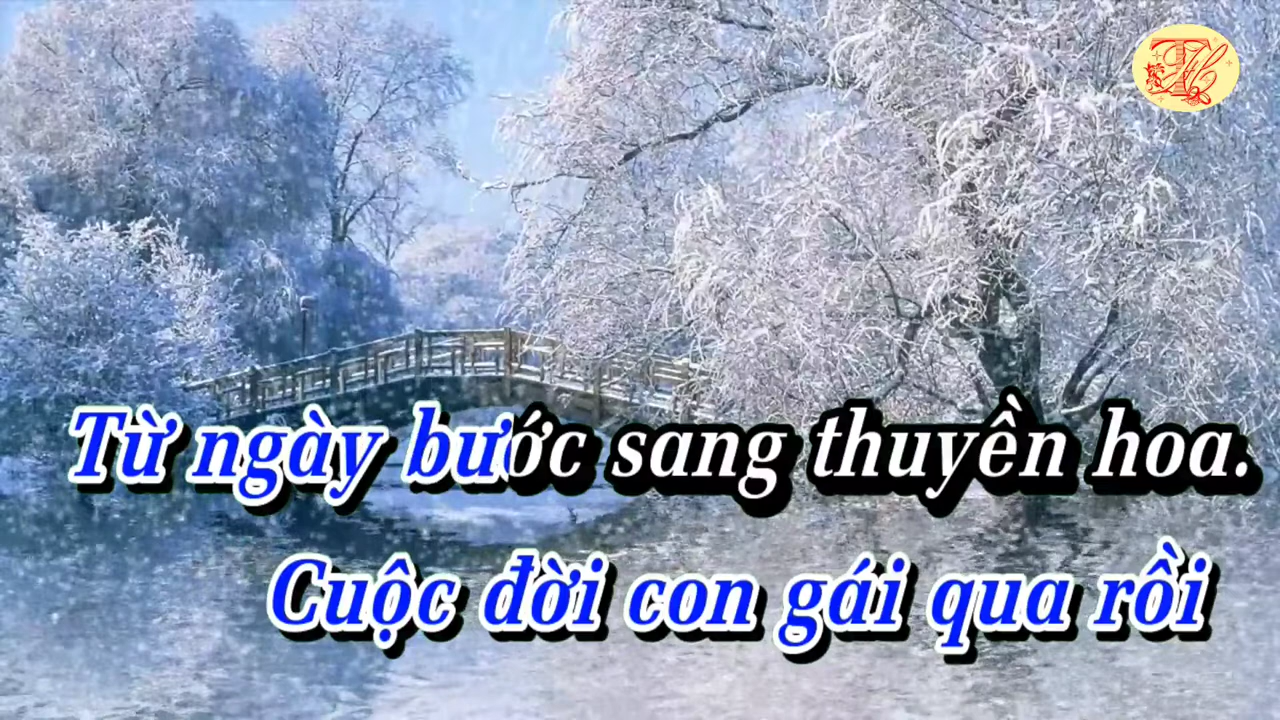 Từ ngày bước sang thuyền hoa.
Cuộc đời con gái qua rồi